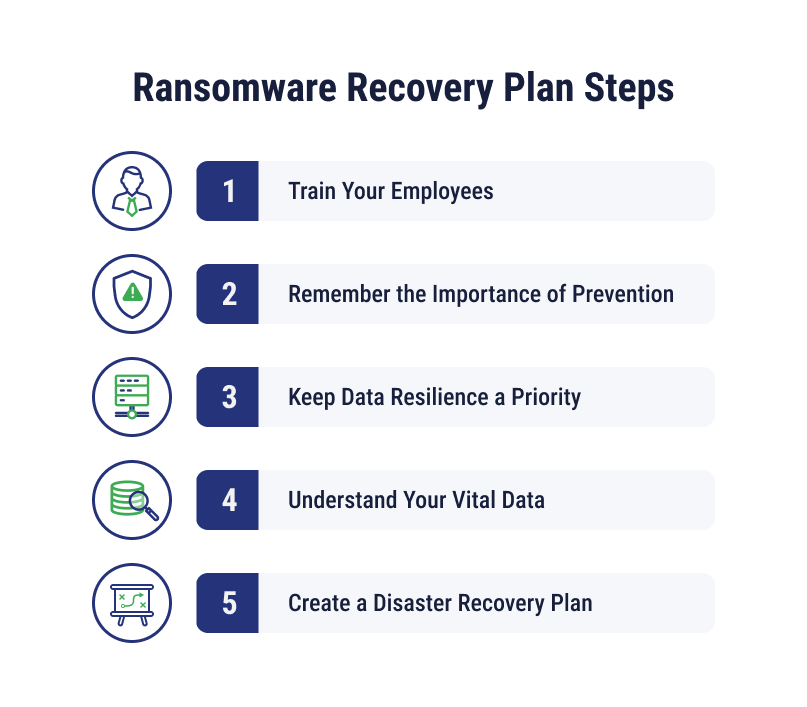 Ransomware Recovery Plan Steps
1 Train Your Employees
2 Remember the Importance of Prevention
3 Keep Data Resilience a Priority
4 Understand Your Vital Data
5 Create a Disaster Recovery Plan